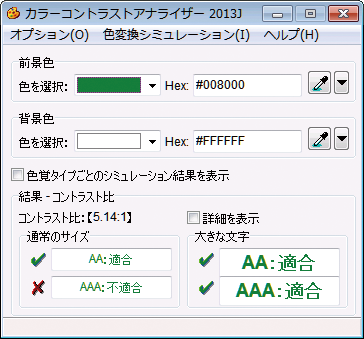 カラーコントラストアナライザー 2013J
オプション(O) 色変換シミュレーション(I) ヘルプ(H)
前景色
色を選択: Hex: #008000
背景色
色を選択: Hex: #FFFFFF
色覚タイプごとのシミュレーション結果を表示
結果 - コントラスト比
コントラスト比:【5.14:1】 詳細を表示
通常のサイズ
AA:適合
AAA:不適合
大きな文字
AA:適合
AAA:適合